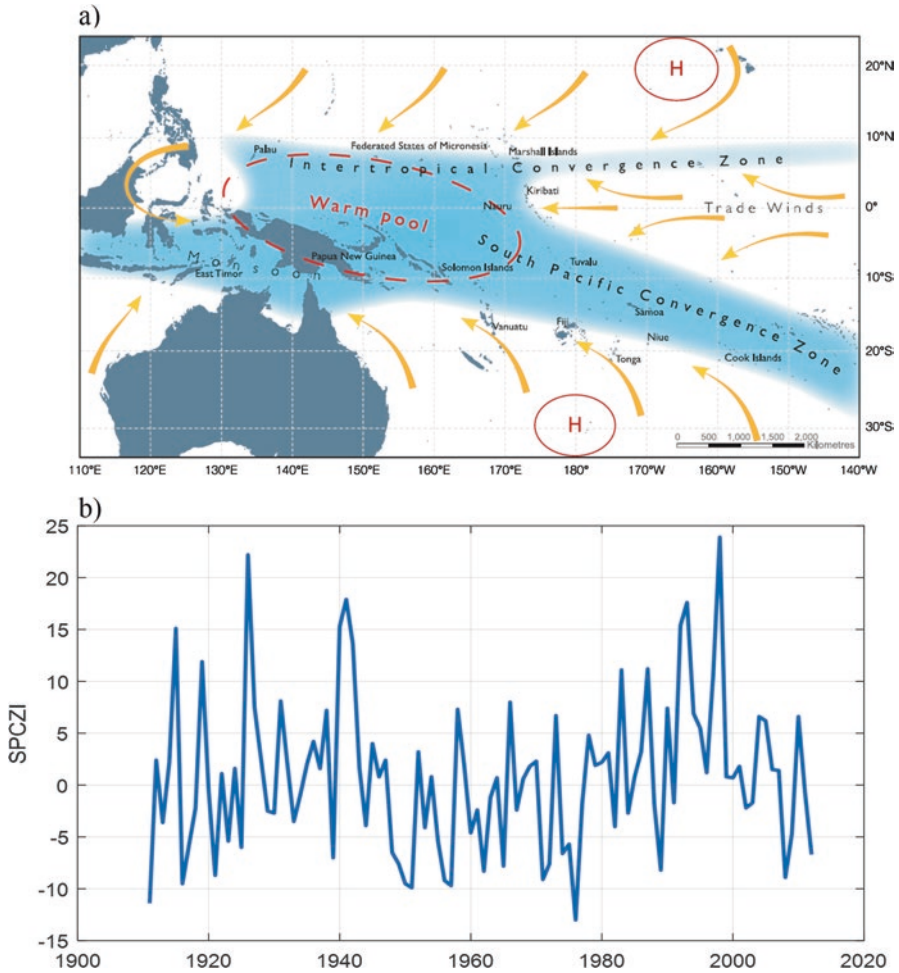 a)
H
20°N
10°N
Palau
Federated States of Micronesia
Marshall Islands
Intertropical Convergence Zone
Kiribati
Warm pool
Nauru
Trade Winds
0°
South Pacific Convergence Zone
Monsoon
East Timor
Papua New Guinea
Solomon Islands
Tuvalu
10°S
Samoa
Vanuatu
Fiji
Niue
Tonga
Cook Islands
20°S
H
30°S
0 500 1,000 1,500 2,000
Kilometres
110°E 120°E 130°E 140°E 150°E 160°E 170°E 180° 170°W 160°W 150°W 140°W
b)
25
20
15
10
5
0
-5
-10
-15
SPCZI
1900 1920 1940 1960 1980 2000 2020